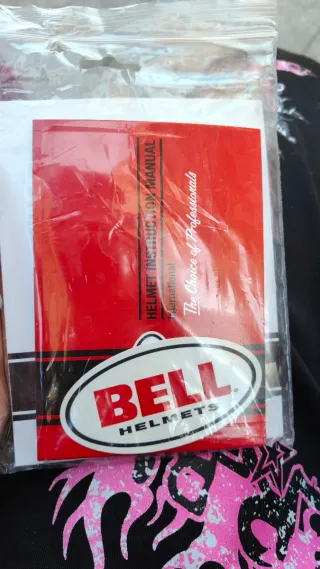 HELMET INSTRUCTION MANUAL
International
The Choice of Professionals
BELL
HELMETS